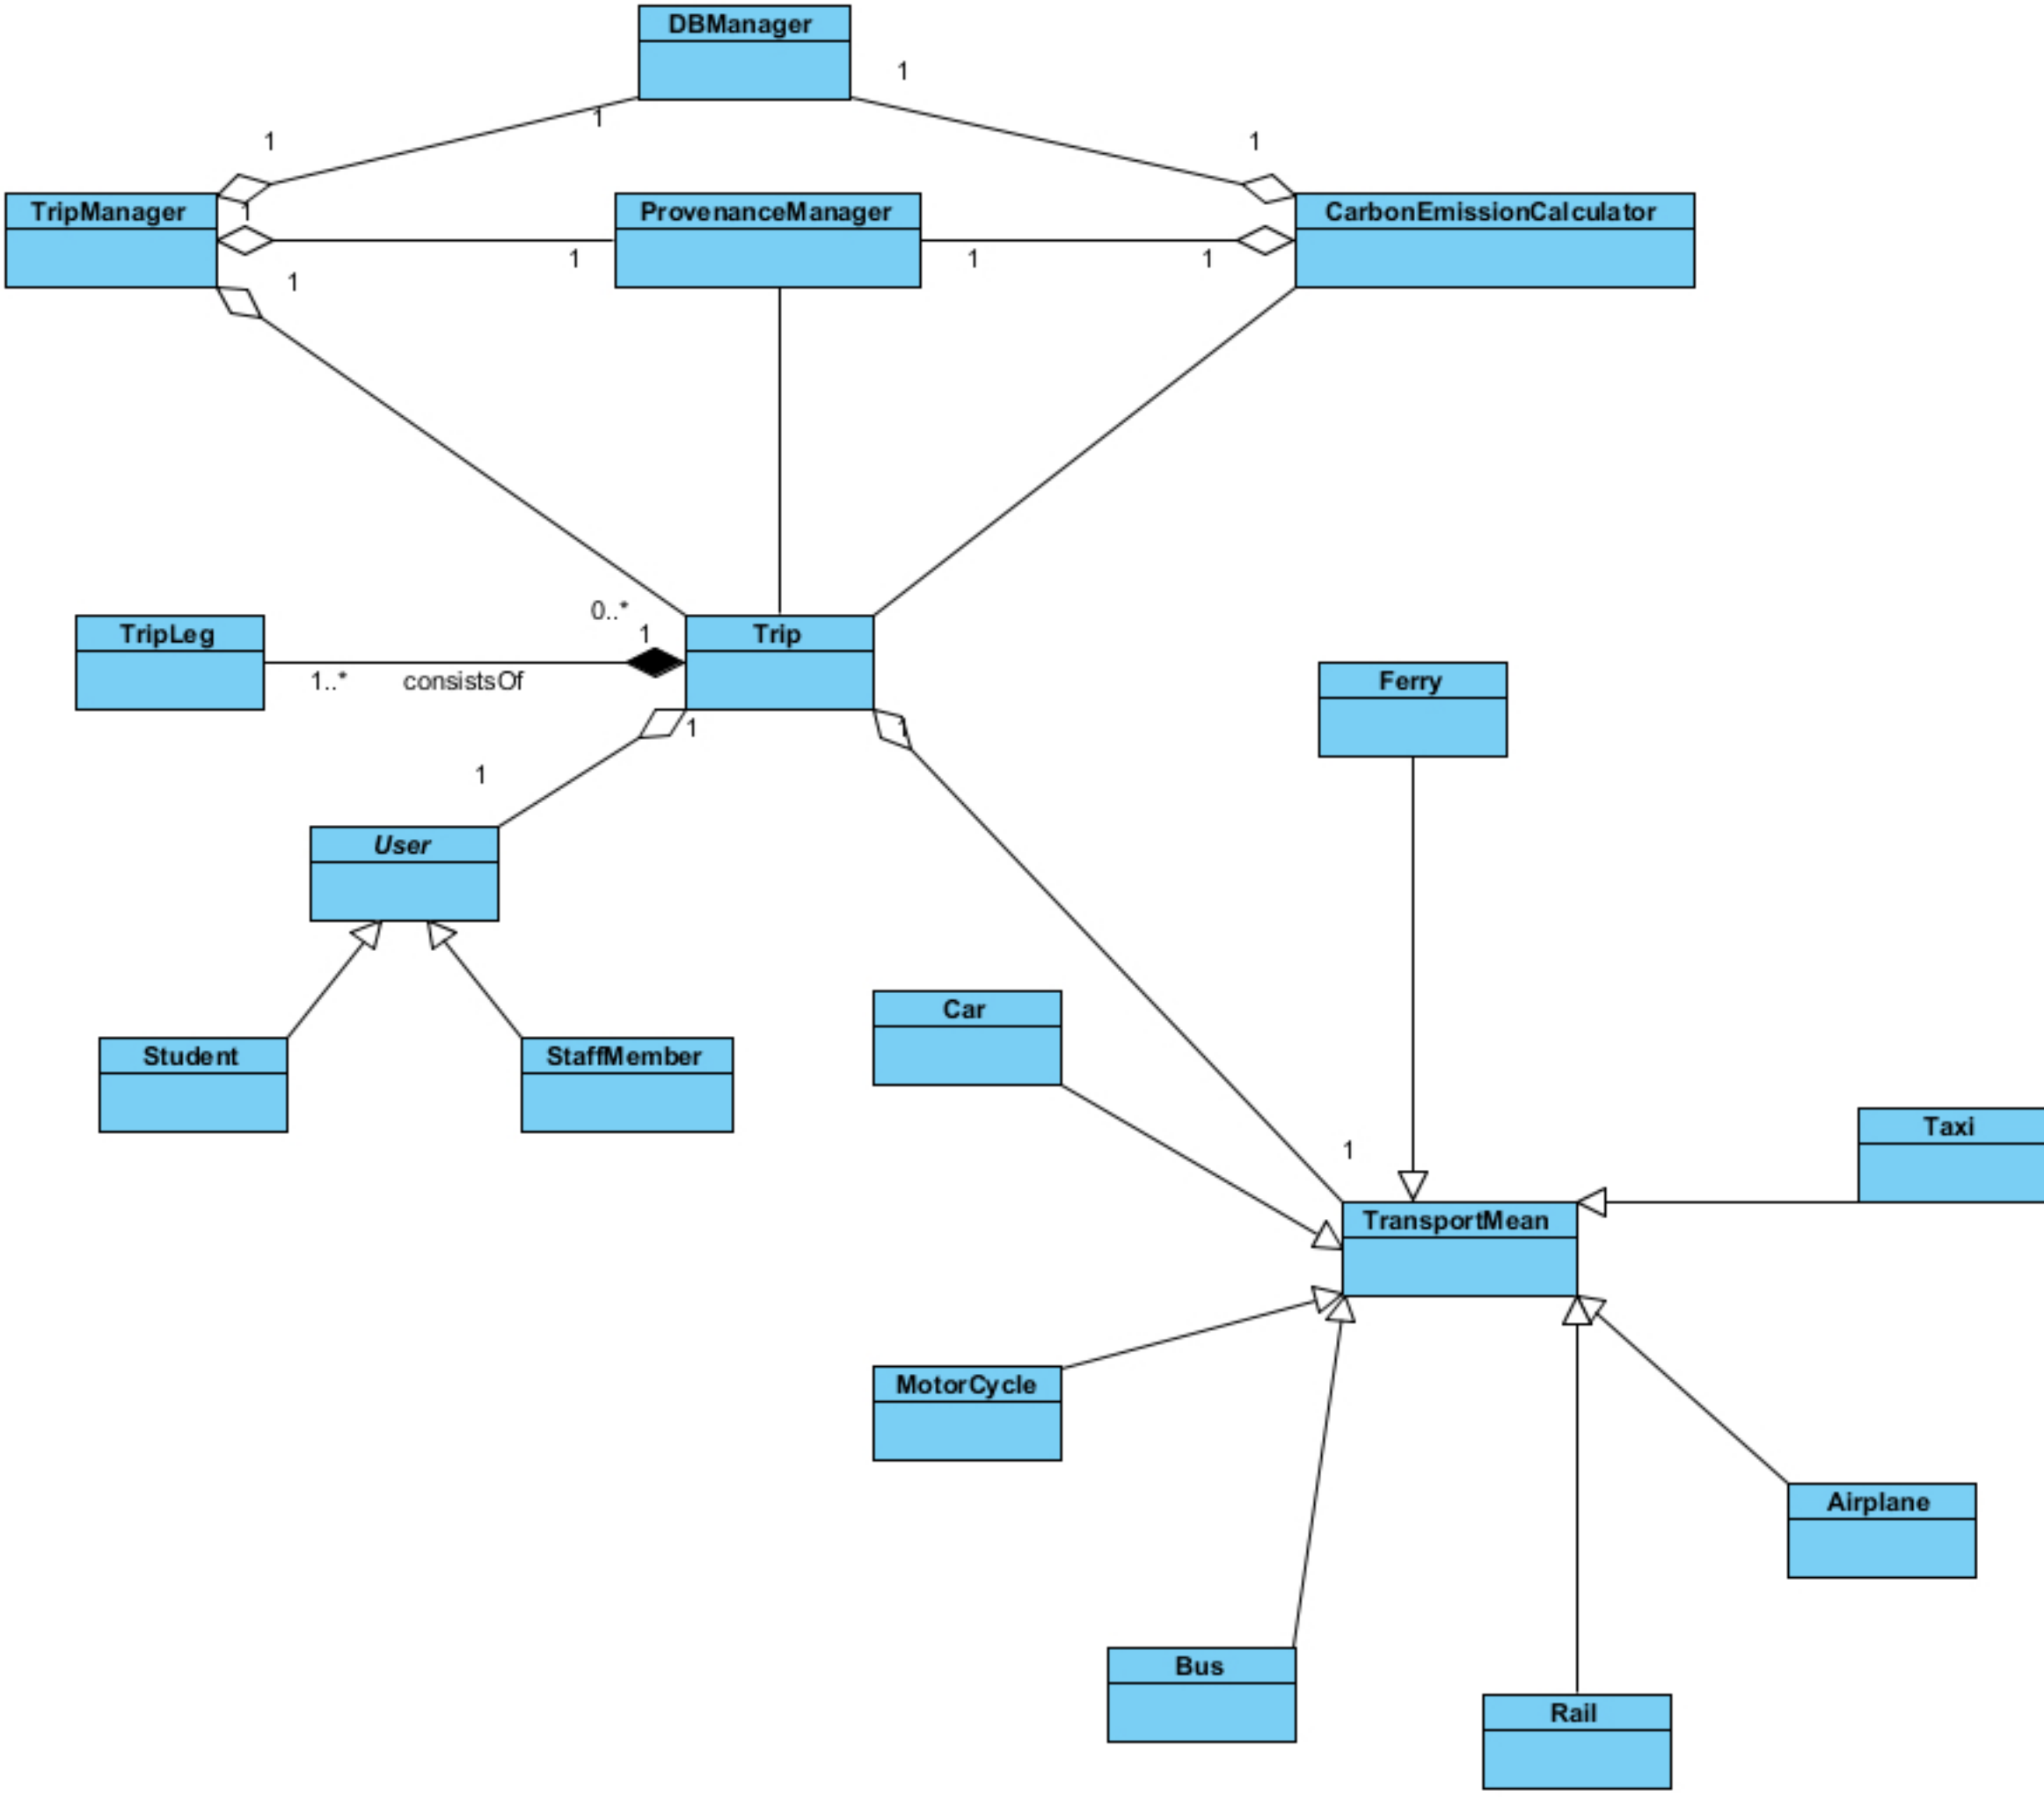 DBManager
1
1
1
1
TripManager
1
ProvenanceManager
CarbonEmissionCalculator
1
1
1
1
0..*
1
TripLeg
Trip
1..*
consistsOf
1
1
1
Ferry
User
Car
Student
StaffMember
Taxi
1
TransportMean
MotorCycle
Airplane
Bus
Rail